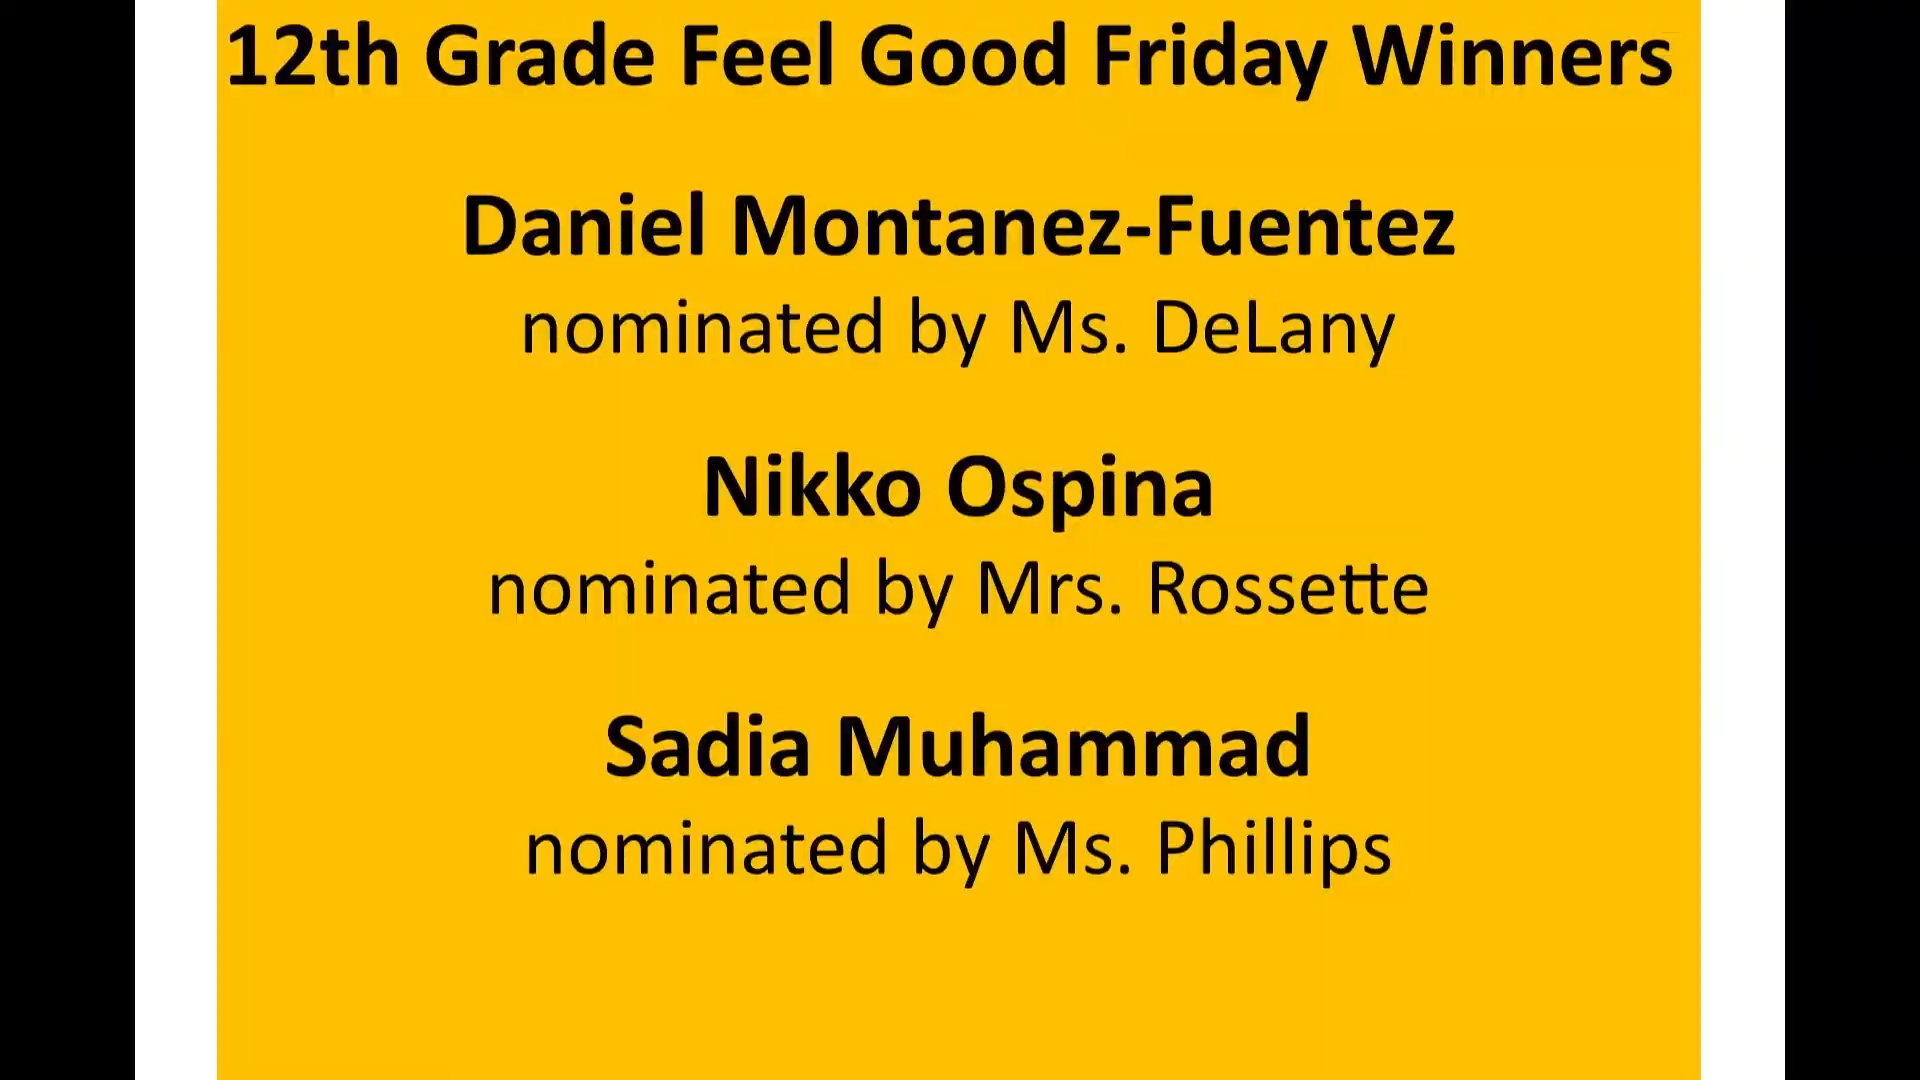 12th Grade Feel Good Friday Winners
Daniel Montanez-Fuentez
nominated by Ms. DeLany
Nikko Ospina
nominated by Mrs. Rossette
Sadia Muhammad
nominated by Ms. Phillips